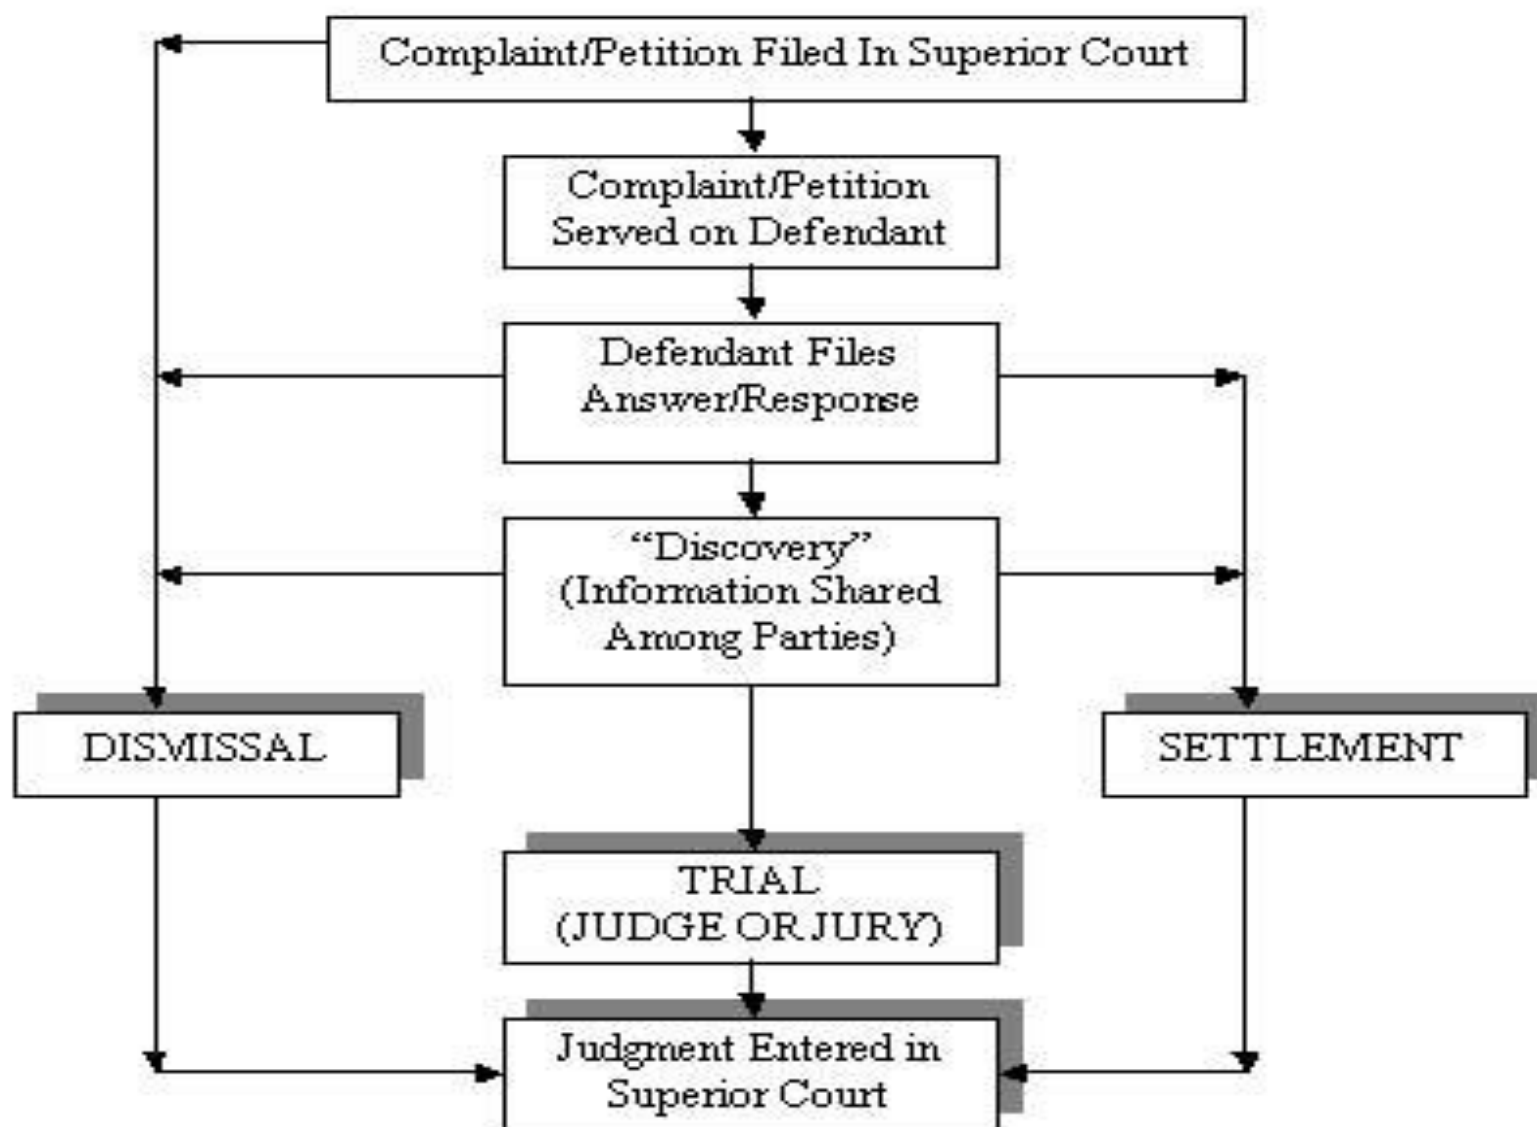 Complaint/Petition Filed In Superior Court
Complaint/Petition
Served on Defendant
Defendant Files
Answer/Response
“Discovery”
(Information Shared
Among Parties)
DISMISSAL
SETTLEMENT
TRIAL
(JUDGE OR JURY)
Judgment Entered in
Superior Court